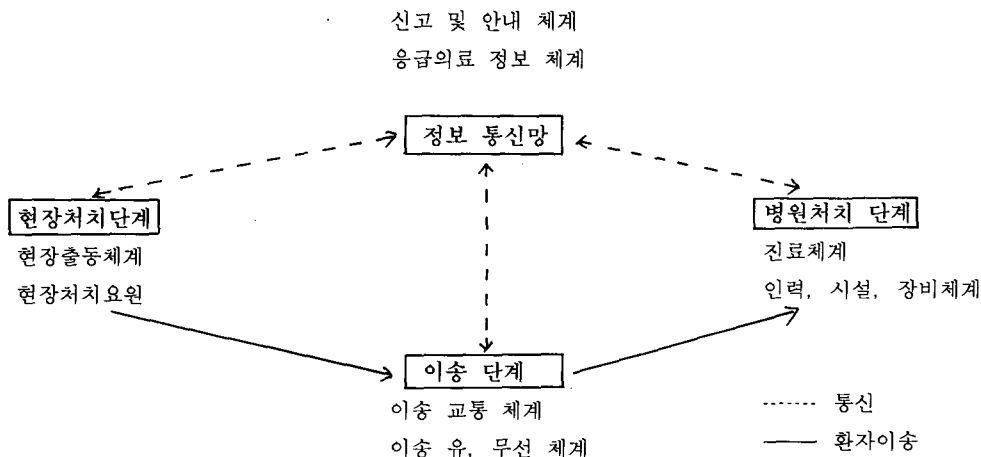 신고 및 안내 체계
응급의료 정보 체계
정보 통신망
현장처치단계
현장출동체계
현장처치요원
병원처치 단계
진료체계
인력, 시설, 장비체계
이송 단계
이송 교통 체계
이송 유, 무선 체계
통신
환자이송